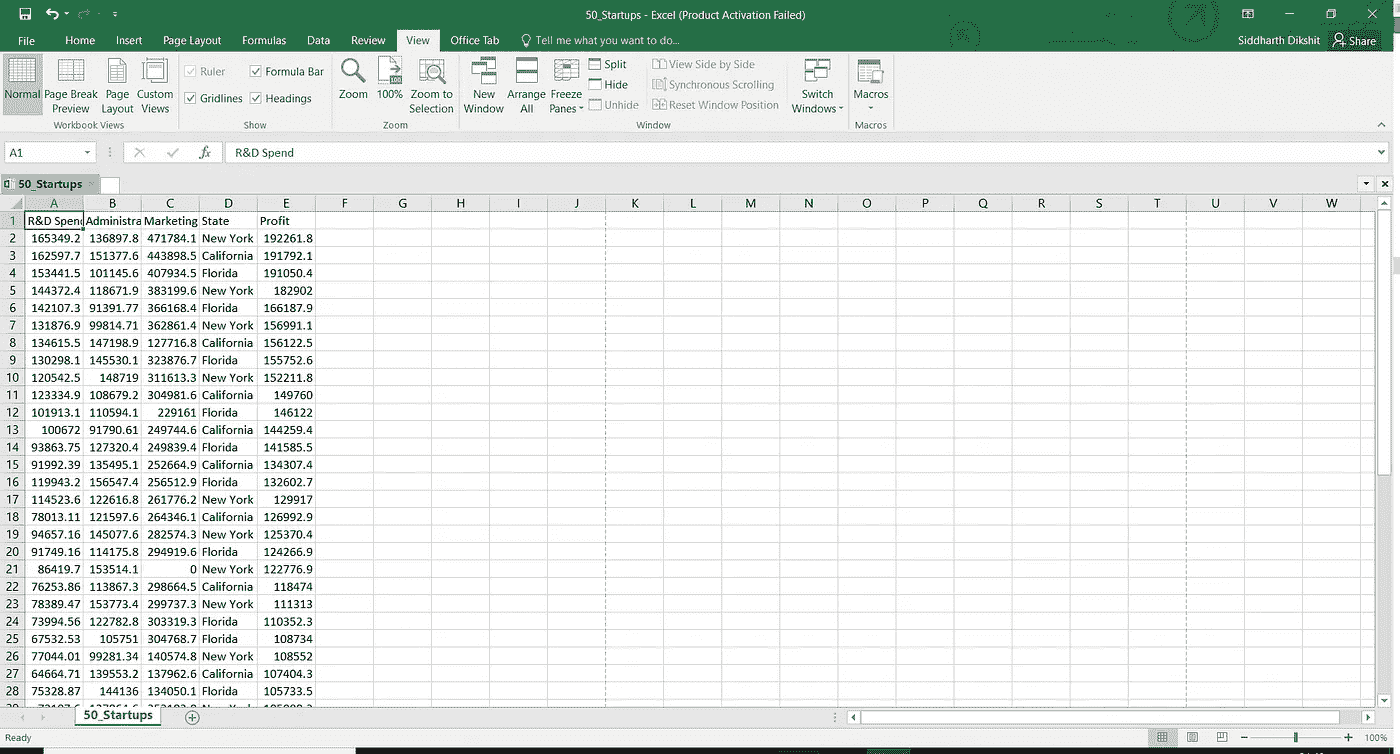 50_Startups - Excel (Product Activation Failed)
File Home Insert Page Layout Formulas Data Review View Office Tab Tell me what you want to do... Siddharth Dikshit Share
Normal Page Break Preview Page Layout Custom Views
Workbook Views
Ruler Formula Bar
Gridlines Headings
Show
Zoom 100% Zoom to Selection
Zoom
New Window Arrange All Freeze Panes
Split
Hide
Unhide
View Side by Side
Synchronous Scrolling
Reset Window Position
Window
Switch Windows
Macros
Macros
A1 fx R&D Spend
50_Startups
A B C D E F G H I J K L M N O P Q R S T U V W
1 R&D Spend Administra Marketing State Profit
2 165349.2 136897.8 471784.1 New York 192261.8
3 162597.7 151377.6 443898.5 California 191792.1
4 153441.5 101145.6 407934.5 Florida 191050.4
5 144372.4 118671.9 383199.6 New York 182902
6 142107.3 91391.77 366168.4 Florida 166187.9
7 131876.9 99814.71 362861.4 New York 156991.1
8 134615.5 147198.9 127716.8 California 156122.5
9 130298.1 145530.1 323876.7 Florida 155752.6
10 120542.5 148719 311613.3 New York 152211.8
11 123334.9 108679.2 304981.6 California 149760
12 101913.1 110594.1 229161 Florida 146122
13 100672 91790.61 249744.6 California 144259.4
14 93863.75 127320.4 249839.4 Florida 141585.5
15 91992.39 135495.1 252664.9 California 134307.4
16 119943.2 156547.4 256512.9 Florida 132602.7
17 114523.6 122616.8 261776.2 New York 129917
18 78013.11 121597.6 264346.1 California 126992.9
19 94657.16 145077.6 282574.3 New York 125370.4
20 91749.16 114175.8 294919.6 Florida 124266.9
21 86419.7 153514.1 0 New York 122776.9
22 76253.86 113867.3 298664.5 California 118474
23 78389.47 153773.4 299737.3 New York 111313
24 73994.56 122782.8 303319.3 Florida 110352.3
25 67532.53 105751 304768.7 Florida 108734
26 77044.01 99281.34 140574.8 New York 108552
27 64664.71 139553.2 137962.6 California 107404.3
28 75328.87 144136 134050.1 Florida 105733.5
50_Startups
Ready 100%